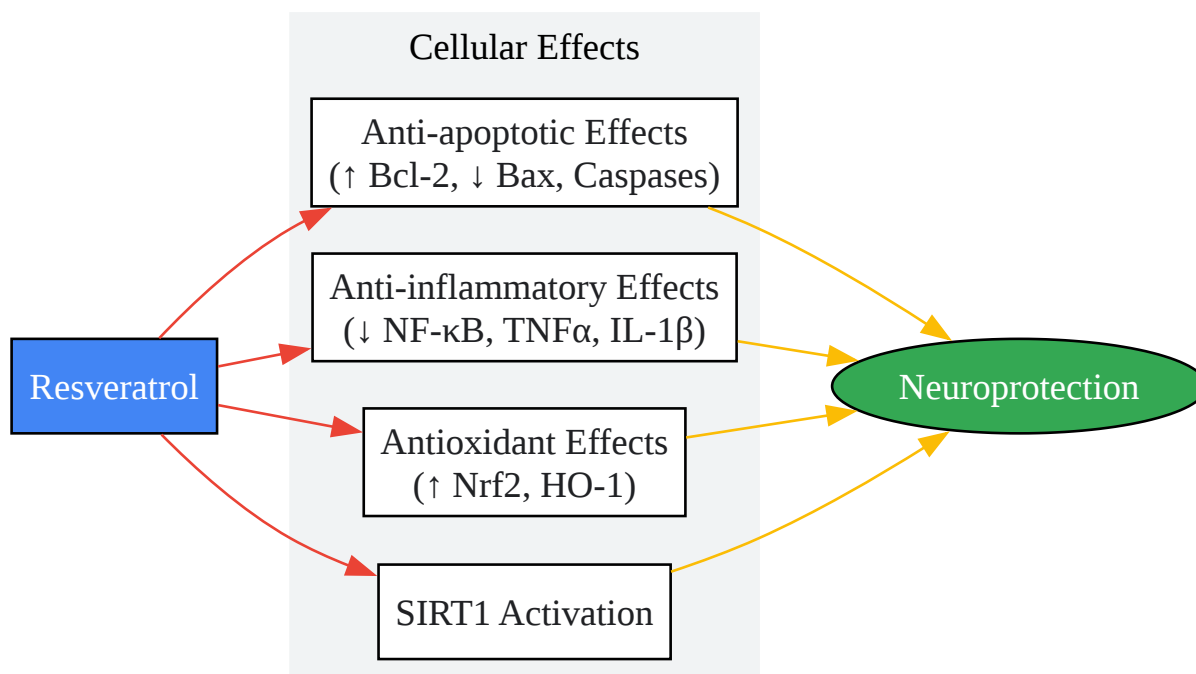 Cellular Effects
Anti-apoptotic Effects
(↑ Bcl-2, ↓ Bax, Caspases)
Anti-inflammatory Effects
(↓ NF-κB, TNFα, IL-1β)
Resveratrol
Neuroprotection
Antioxidant Effects
(↑ Nrf2, HO-1)
SIRT1 Activation